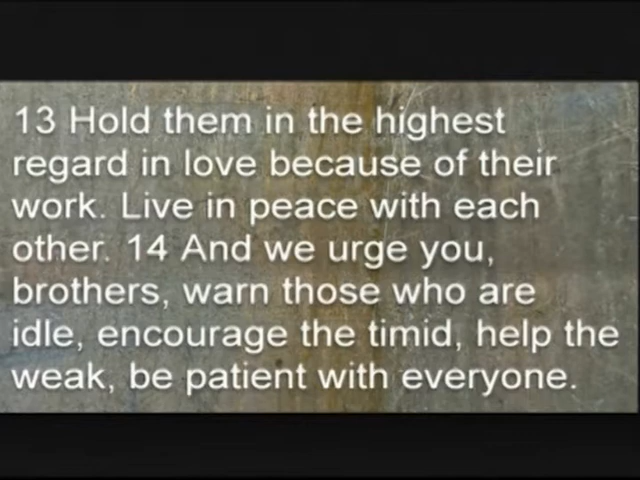 13 Hold them in the highest
regard in love because of their
work. Live in peace with each
other. 14 And we urge you,
brothers, warn those who are
idle, encourage the timid, help the
weak, be patient with everyone.